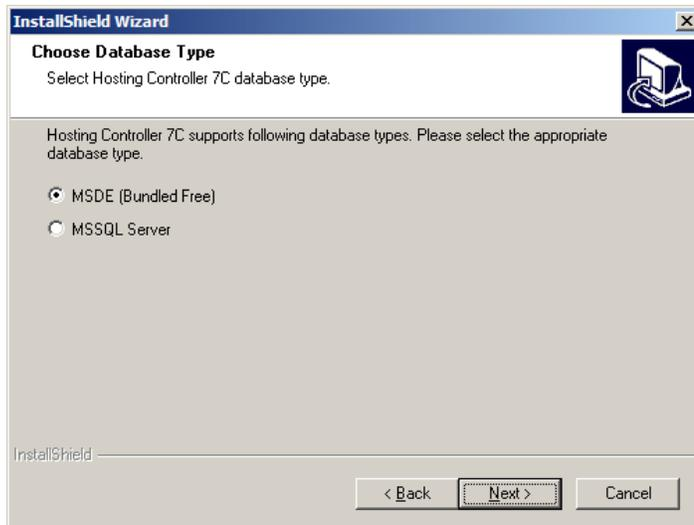 InstallShield Wizard
Choose Database Type
Select Hosting Controller 7C database type.
Hosting Controller 7C supports following database types. Please select the appropriate
database type.
MSDE (Bundled Free)
MSSQL Server
InstallShield
< Back Next > Cancel